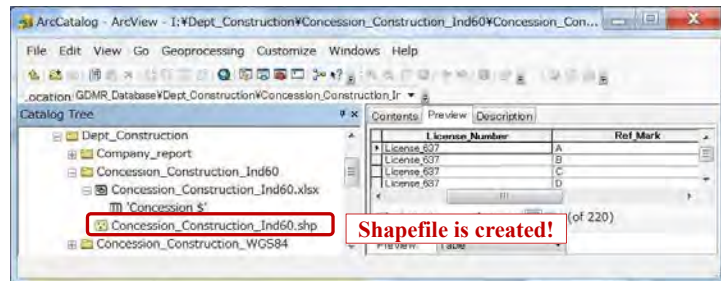 ArcCatalog - ArcView - I:¥Dept_Construction¥Concession_Construction_Ind60¥Concession_Con...
File Edit View Go Geoprocessing Customize Windows Help
Location GDMR_Database¥Dept_Construction¥Concession_Construction_Ir
Catalog Tree
Contents Preview Description
Dept_Construction
Company_report
Concession_Construction_Ind60
Concession_Construction_Ind60.xlsx
'Concession $'
Concession_Construction_Ind60.shp
Concession_Construction_WGS84
License_Number Ref_Mark
License_637 A
License_637 B
License_637 C
License_637 D
(of 220)
Shapefile is created!
Preview: Table